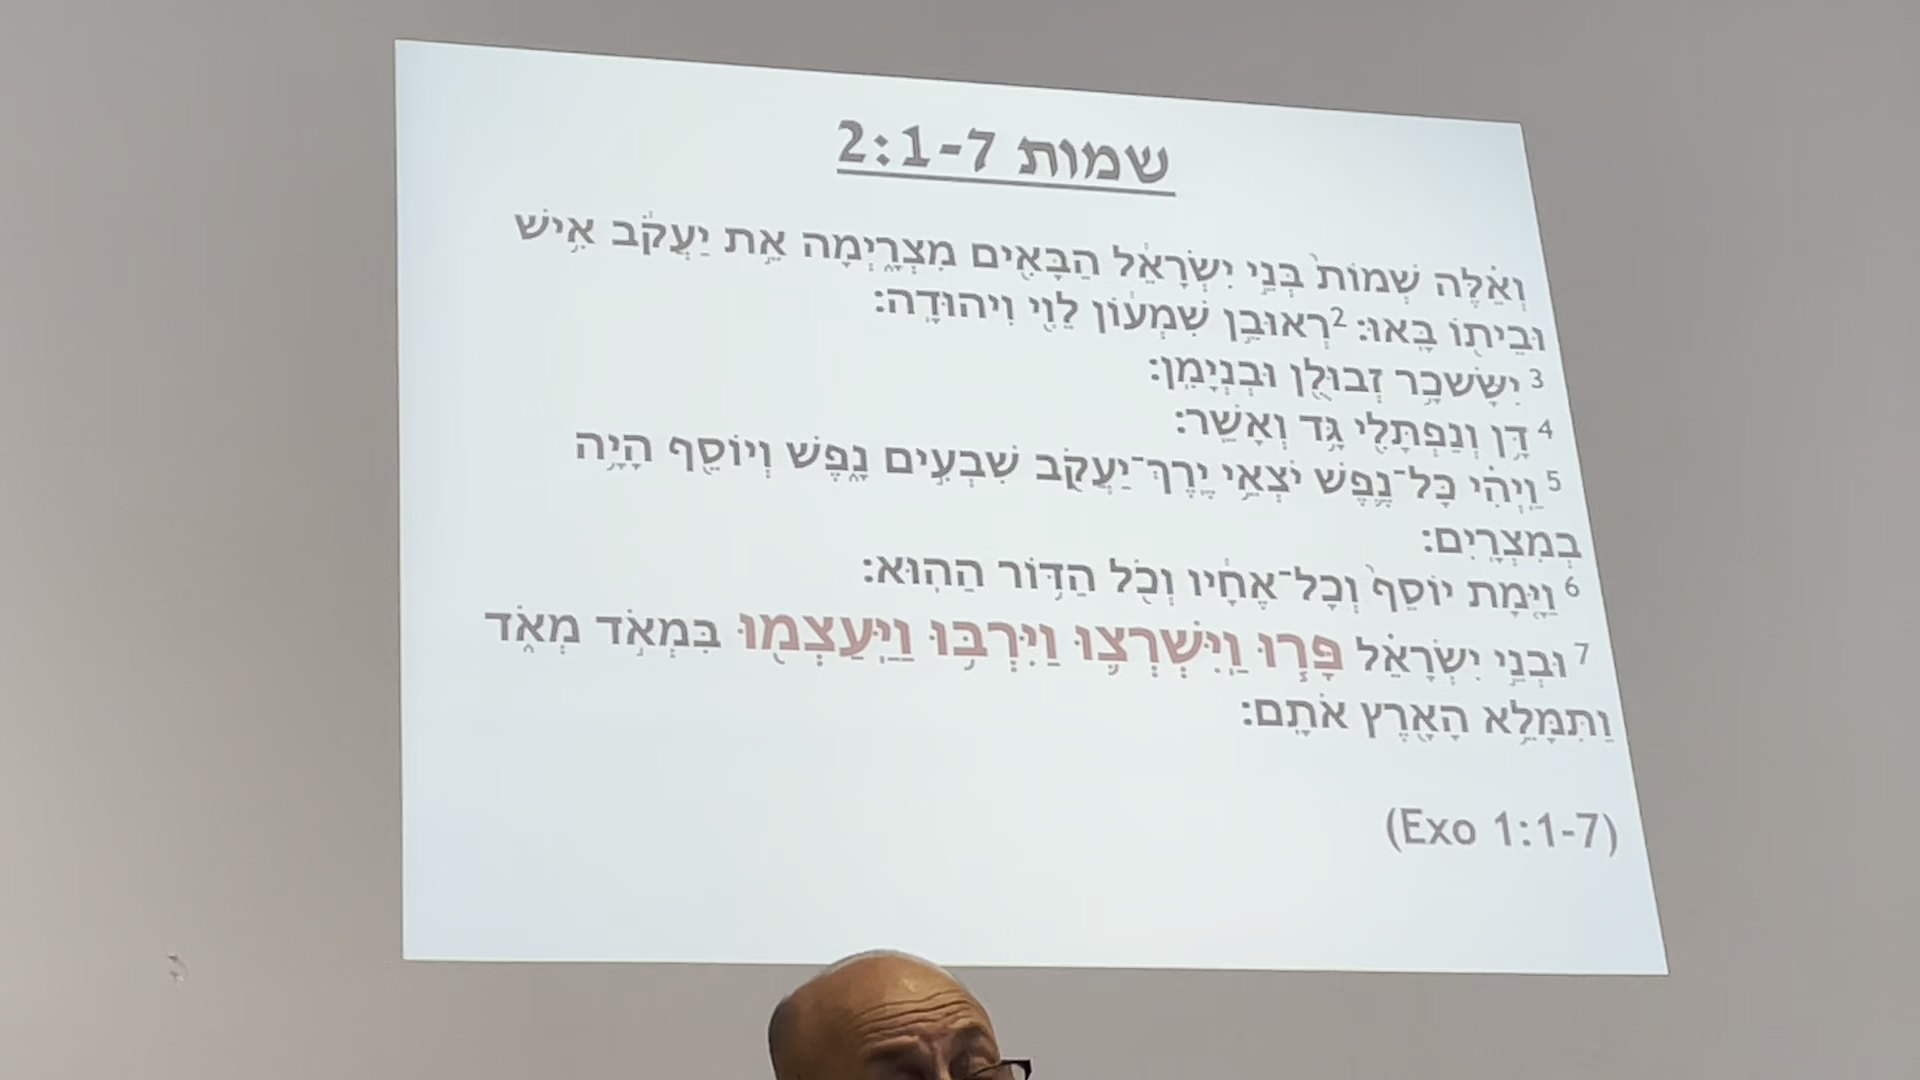 שמות 2:1-7
וְאֵ֗לֶּה שְׁמוֹת֙ בְּנֵ֣י יִשְׂרָאֵ֔ל הַבָּאִ֖ים מִצְרָ֑יְמָה אֵ֣ת יַעֲקֹ֔ב אִ֥ישׁ
וּבֵית֖וֹ בָּֽאוּ׃ 2רְאוּבֵ֣ן שִׁמְע֔וֹן לֵוִ֖י וִיהוּדָֽה׃
3 יִשָּׂשכָ֥ר זְבוּלֻ֖ן וּבְנְיָמִֽן׃
4 דָּ֥ן וְנַפְתָּלִ֖י גָּ֥ד וְאָשֵֽׁר׃
5 וַֽיְהִ֗י כָּל־נֶ֛פֶשׁ יֹצְאֵ֥י יֶֽרֶךְ־יַעֲקֹ֖ב שִׁבְעִ֣ים נָ֑פֶשׁ וְיוֹסֵ֖ף הָיָ֥ה
בְמִצְרָֽיִם׃
6 וַיָּ֤מָת יוֹסֵף֙ וְכָל־אֶחָ֔יו וְכֹ֖ל הַדּ֥וֹר הַהֽוּא׃
7 וּבְנֵ֣י יִשְׂרָאֵ֗ל פָּר֧וּ וַֽיִּשְׁרְצ֛וּ וַיִּרְבּ֥וּ וַיַּֽעַצְמ֖וּ בִּמְאֹ֣ד מְאֹ֑ד
וַתִּמָּלֵ֥א הָאָ֖רֶץ אֹתָֽם׃
(Exo 1:1-7)